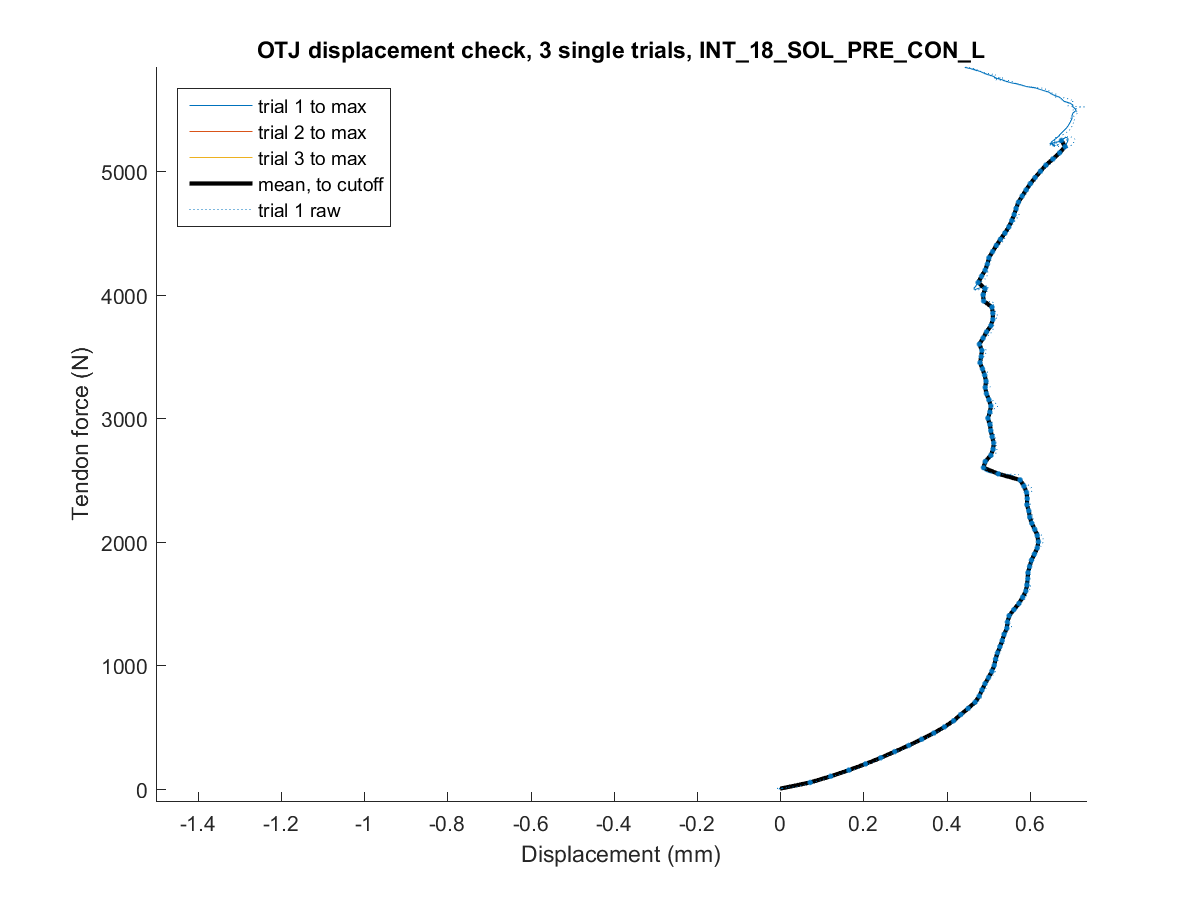 OTJ displacement check, 3 single trials, INT_18_SOL_PRE_CON_L
trial 1 to max
trial 2 to max
trial 3 to max
mean, to cutoff
trial 1 raw
5000
4000
3000
2000
1000
0
Tendon force (N)
-1.4 -1.2 -1 -0.8 -0.6 -0.4 -0.2 0 0.2 0.4 0.6
Displacement (mm)